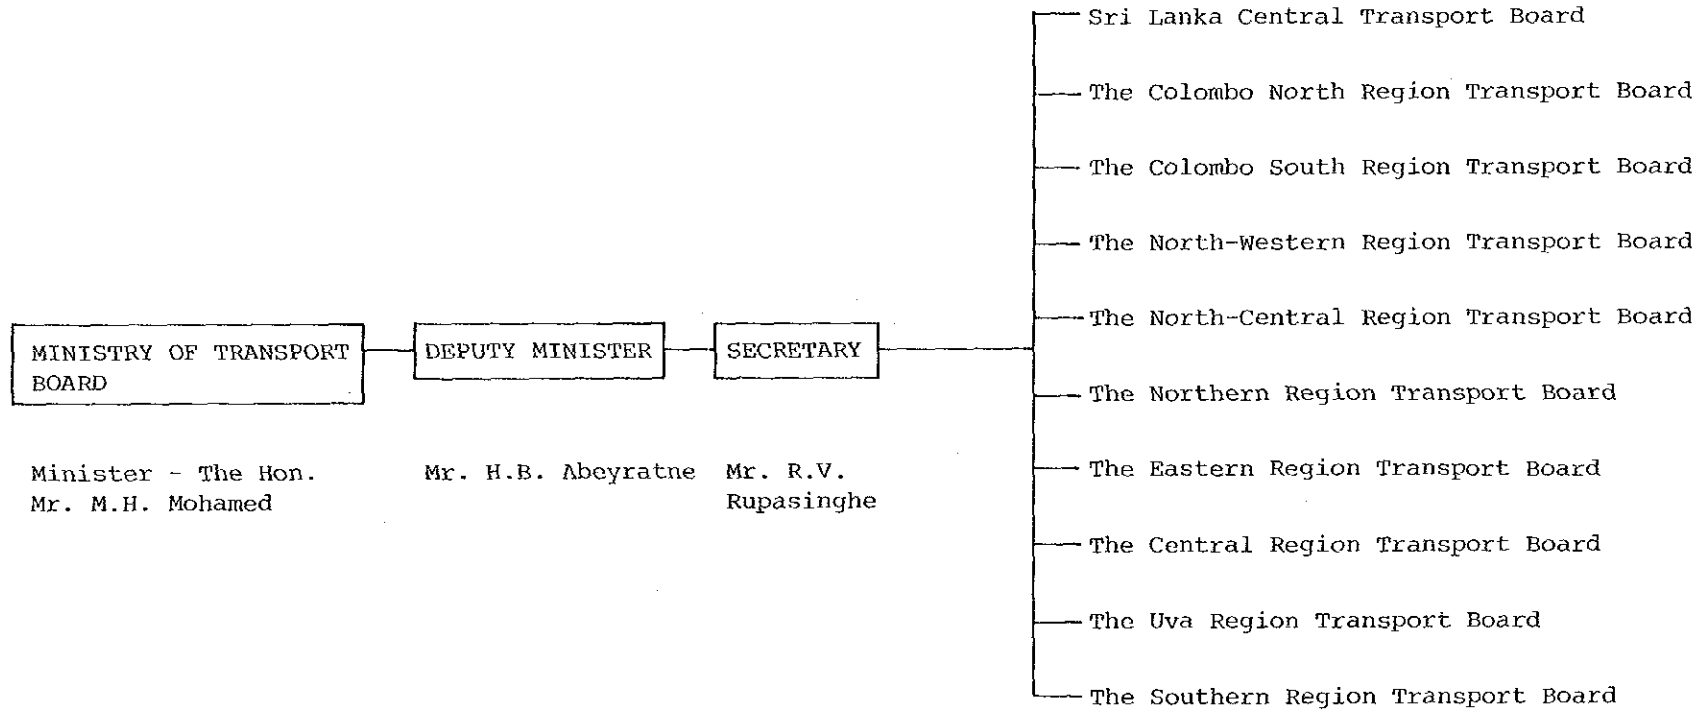 Sri Lanka Central Transport Board
The Colombo North Region Transport Board
The Colombo South Region Transport Board
The North-Western Region Transport Board
The North-Central Region Transport Board
MINISTRY OF TRANSPORT
BOARD
DEPUTY MINISTER
SECRETARY
The Northern Region Transport Board
Minister - The Hon.
Mr. M.H. Mohamed
Mr. H.B. Abeyratne
Mr. R.V.
Rupasinghe
The Eastern Region Transport Board
The Central Region Transport Board
The Uva Region Transport Board
The Southern Region Transport Board